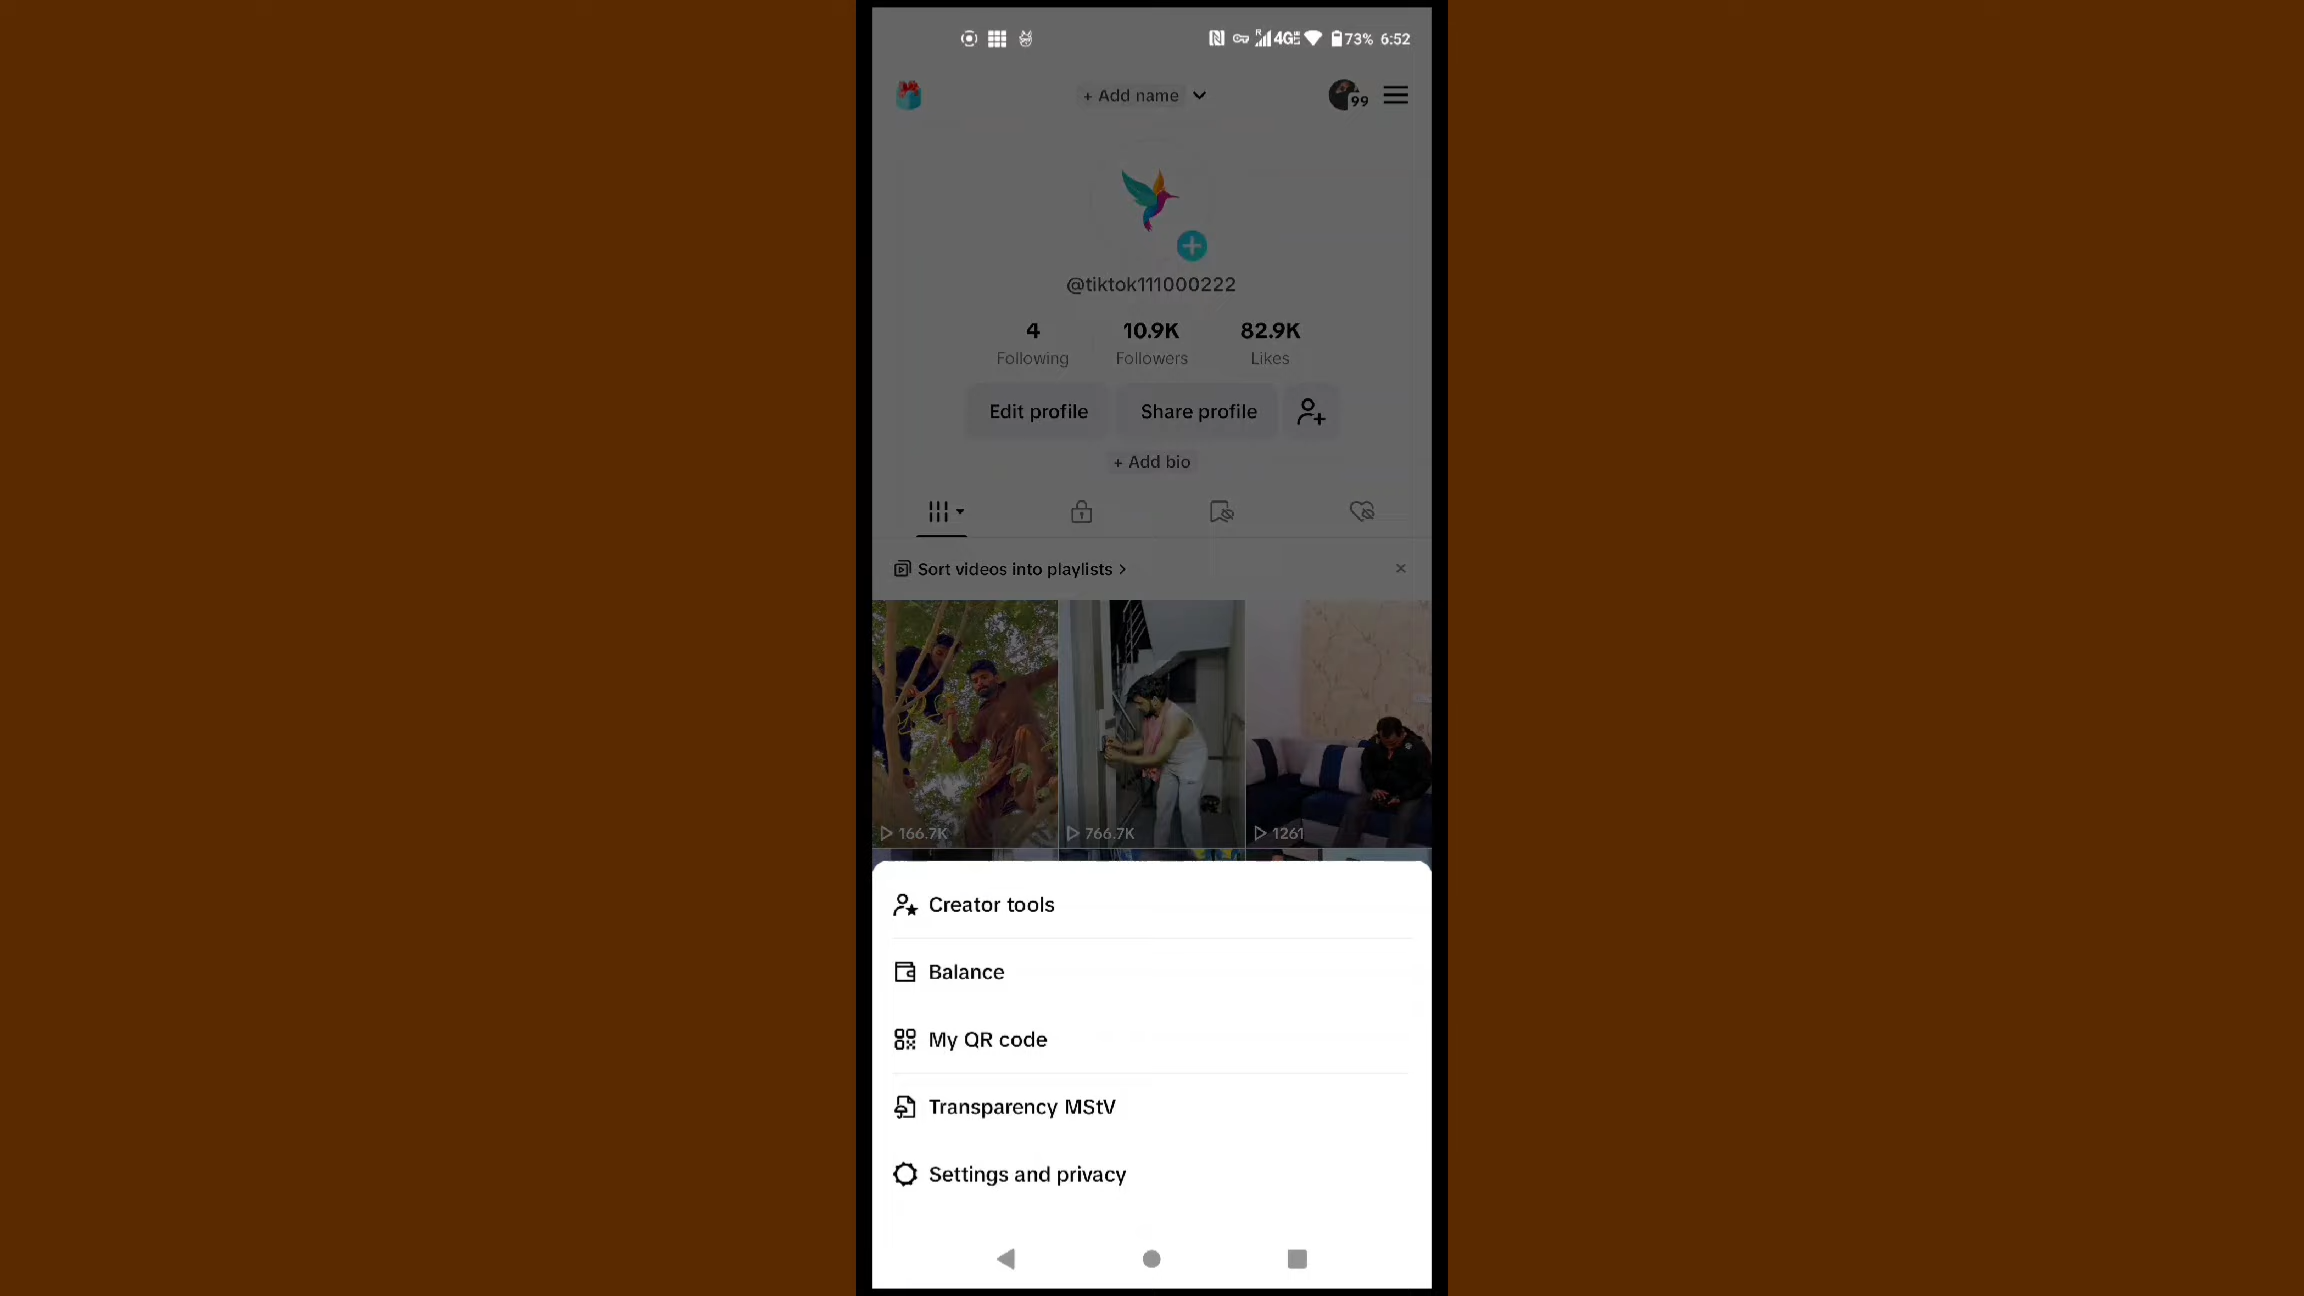 73% 6:52
+ Add name
99
@tiktok111000222
4 10.9K 82.9K
Following Followers Likes
Edit profile Share profile
+ Add bio
Sort videos into playlists >
166.7K 766.7K 1261
Creator tools
Balance
My QR code
Transparency MStV
Settings and privacy